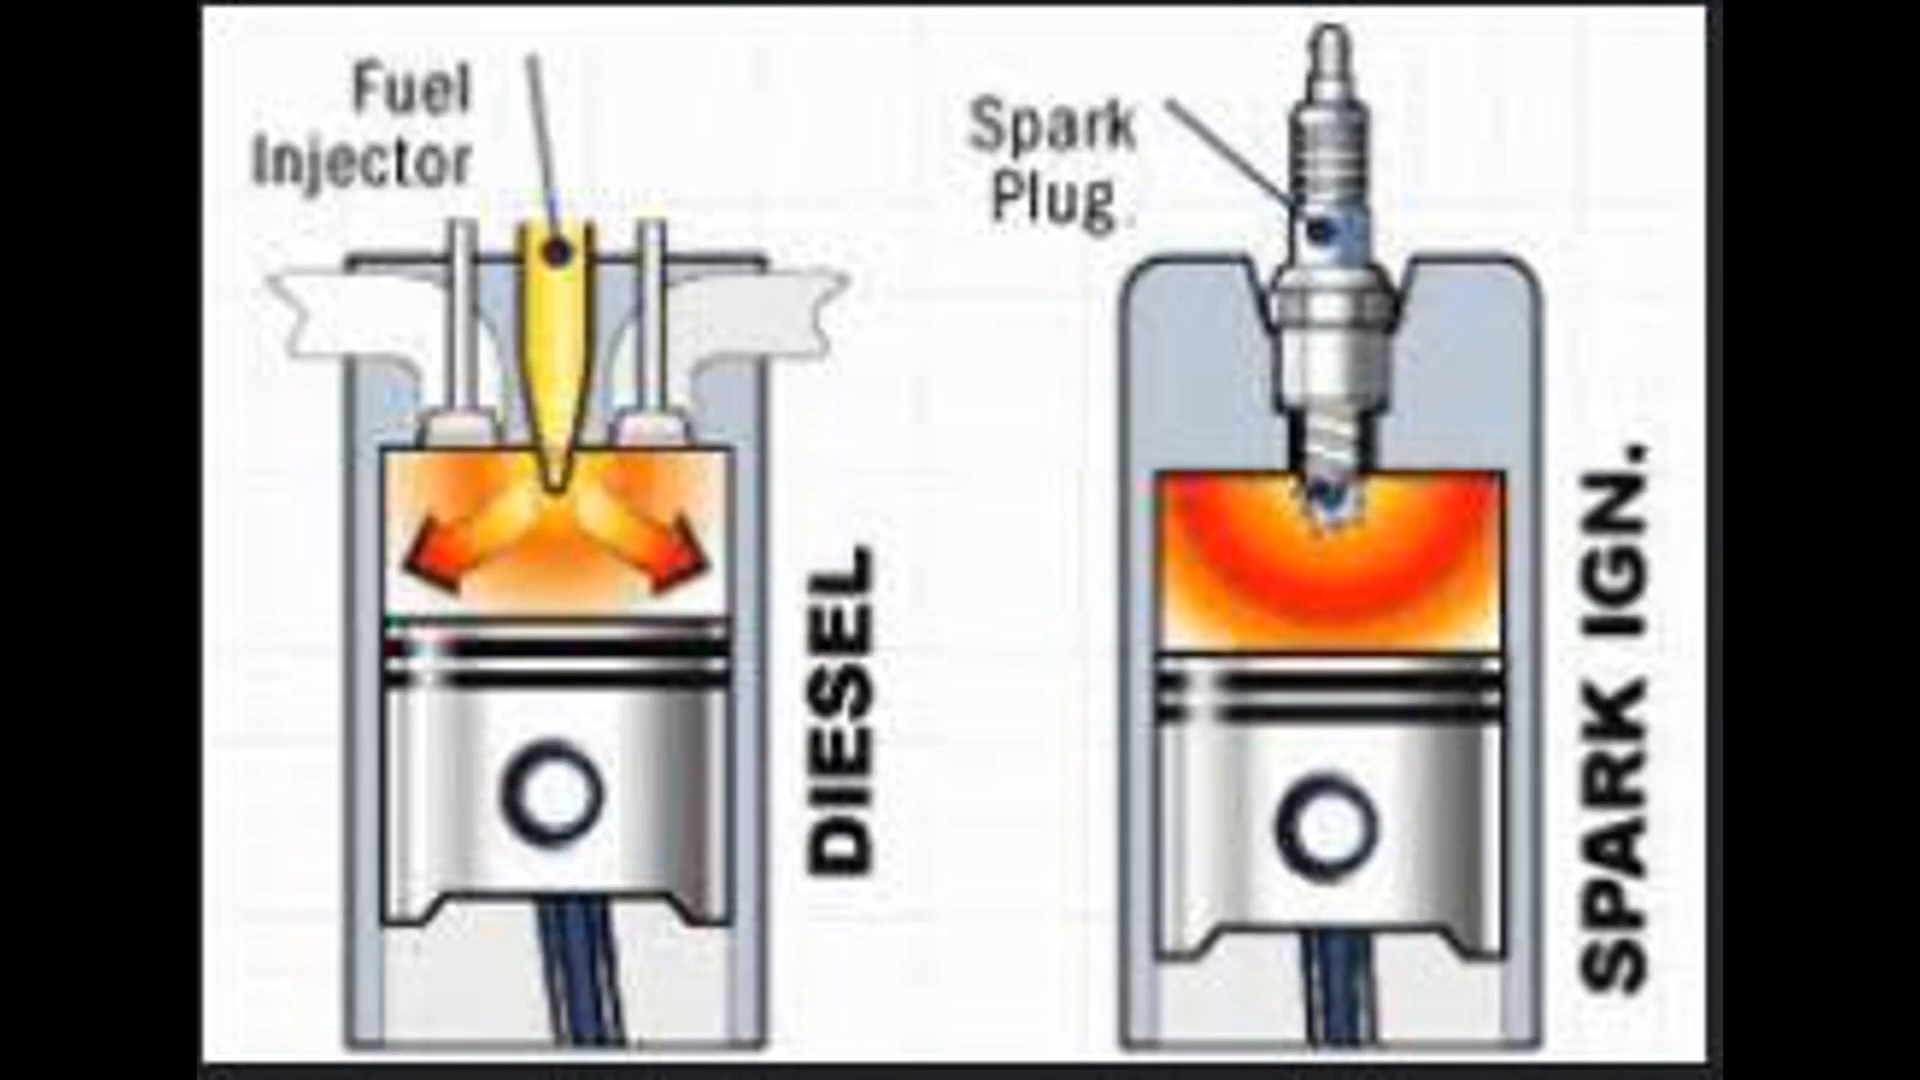 Fuel
Injector
DIESEL
Spark
Plug
SPARK IGN.